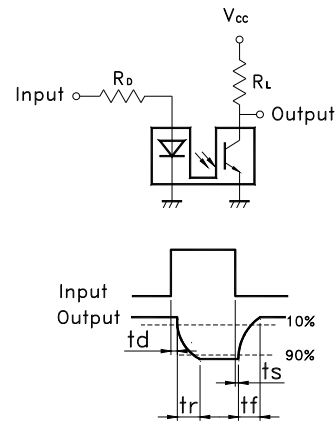 Vcc
RL
RD
Input
Output
Input
Output
10%
td
90%
ts
tr
tf